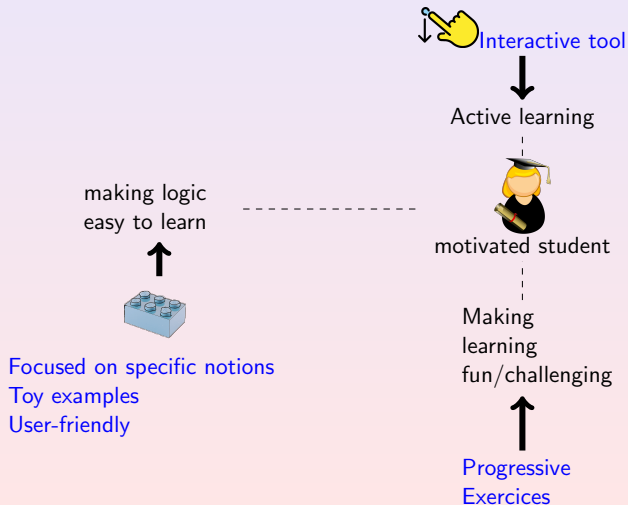 Interactive tool
Active learning
making logic
easy to learn
motivated student
Making
learning
fun/challenging
Focused on specific notions
Toy examples
User-friendly
Progressive
Exercices